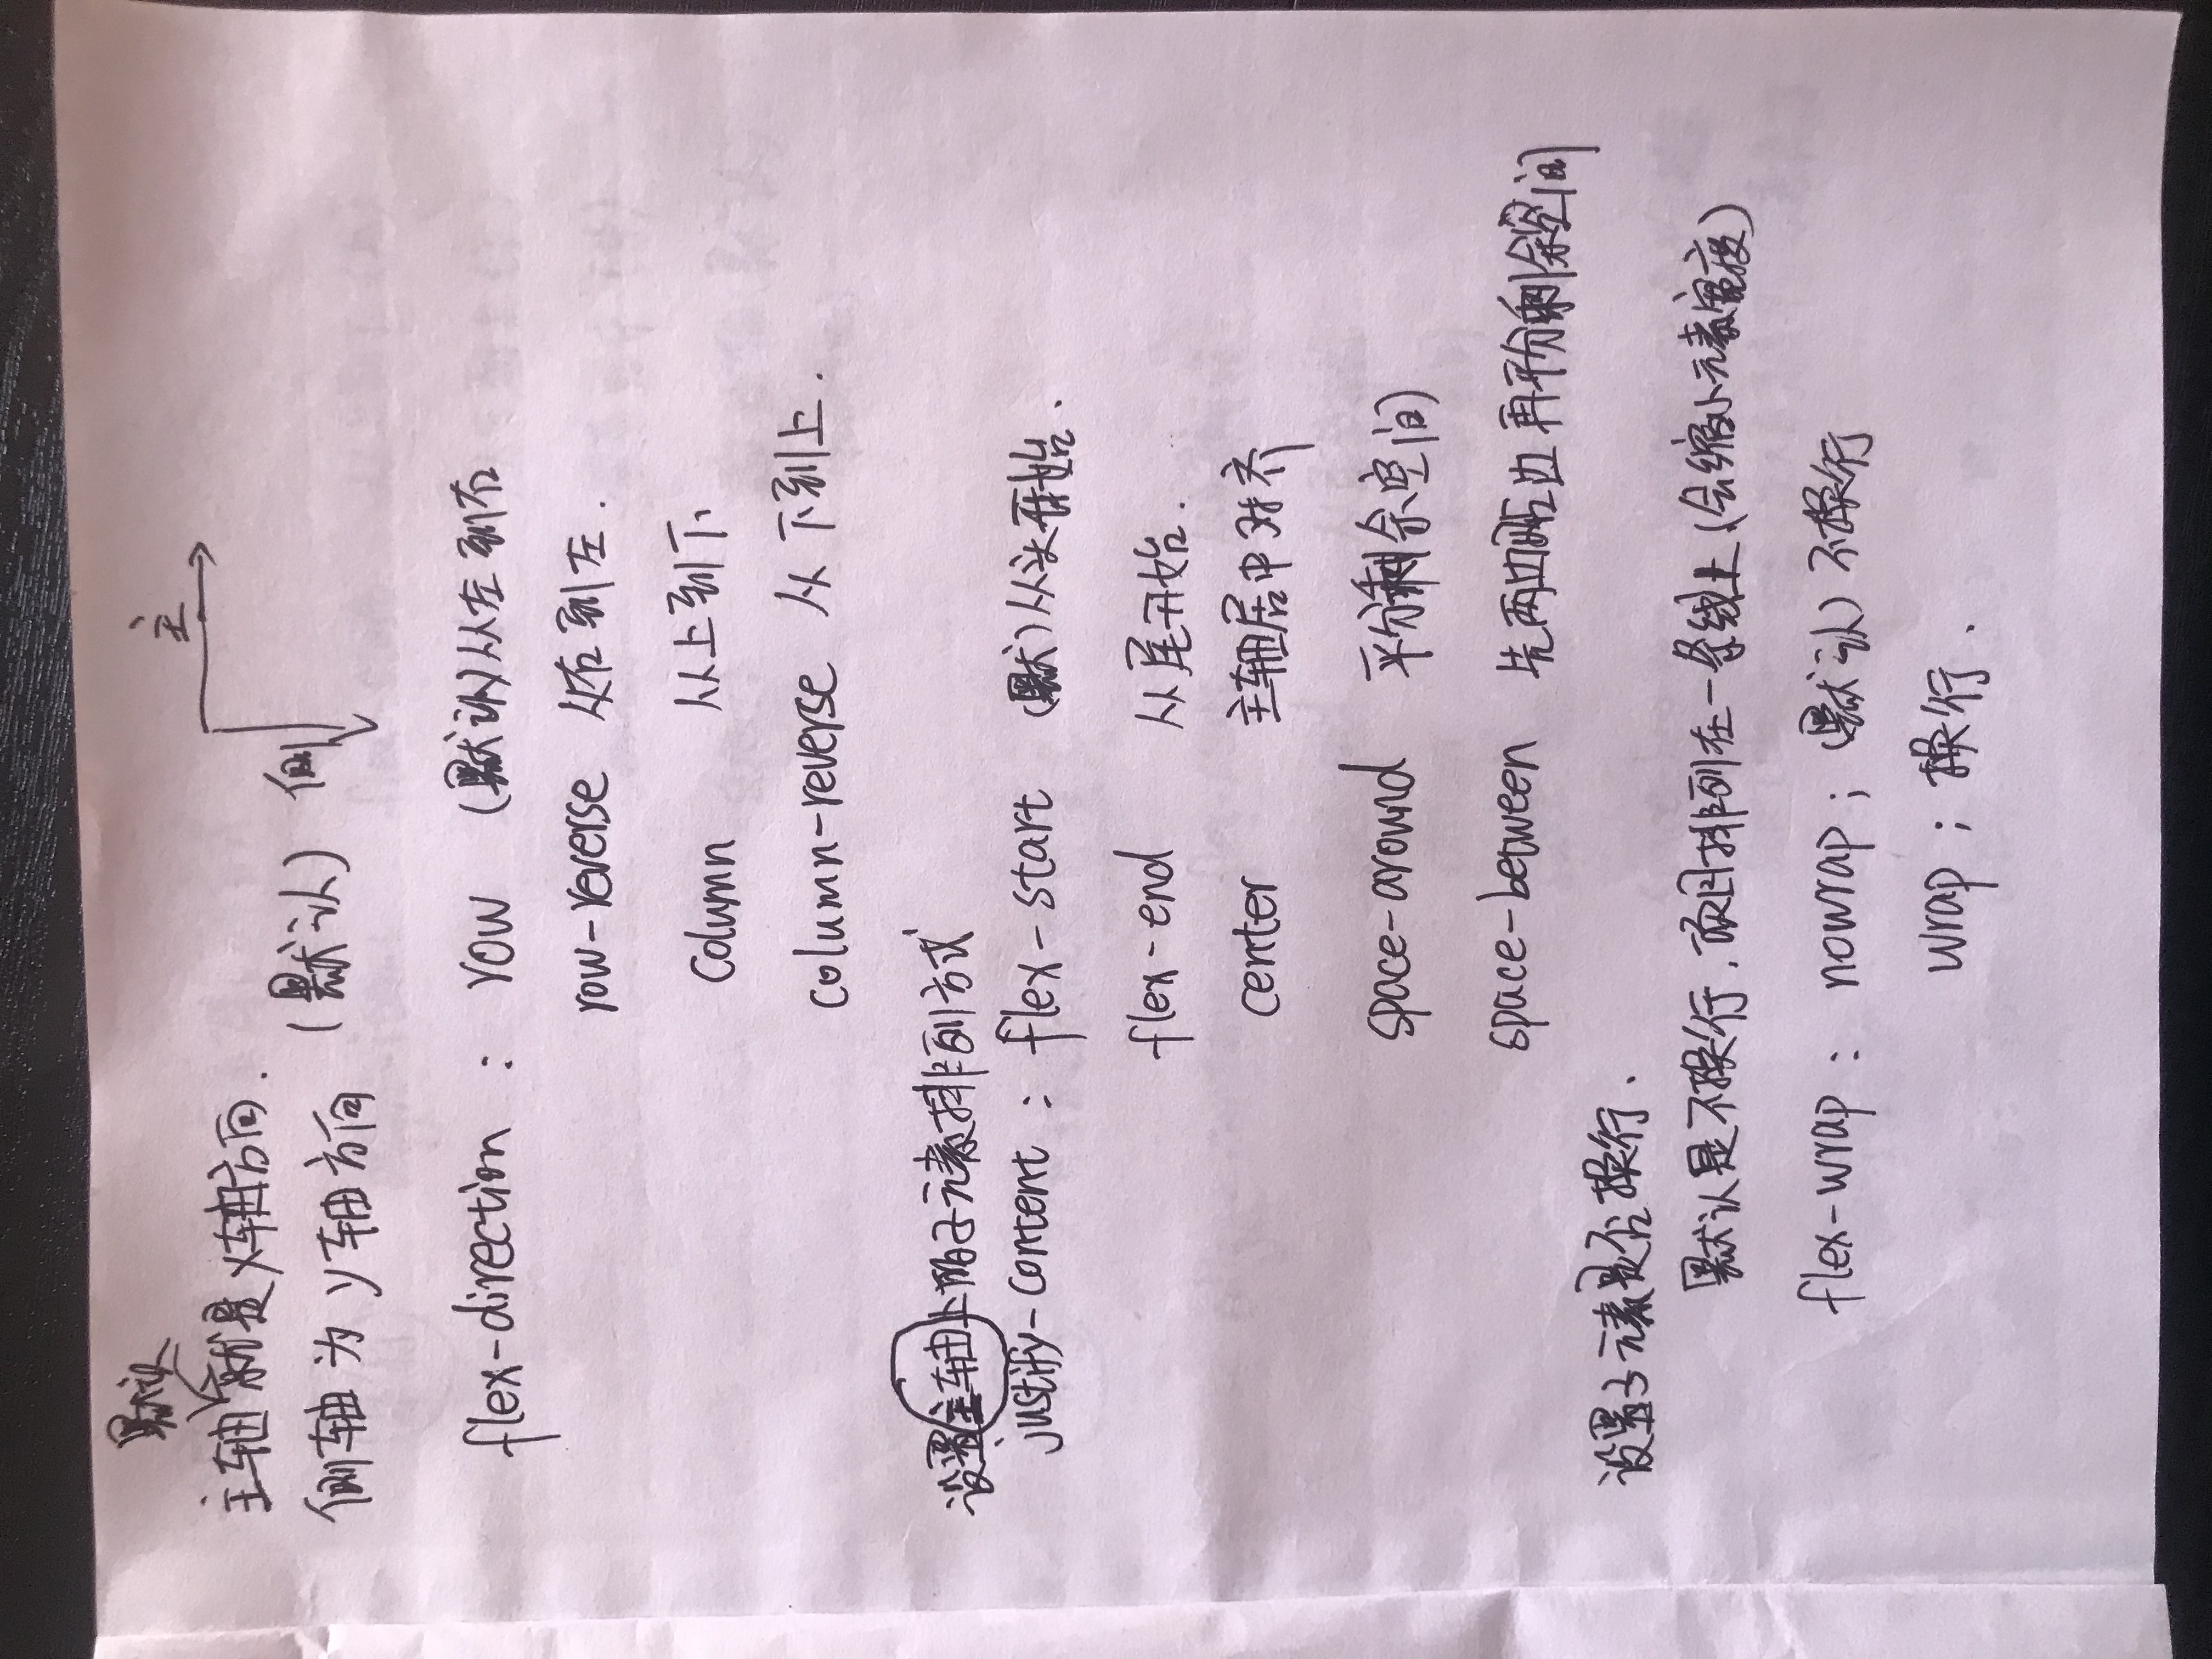 默认
主轴就是x轴方向.
主
侧轴为y轴方向 (默认) 侧
flex-direction : row (默认)从左到右
row-reverse 从右到左.
column 从上到下
column-reverse 从下到上.
设置主轴上的子元素排列方式
justify-content : flex-start (默)从头开始.
flex-end 从尾开始.
center 主轴居中对齐
space-around 平分剩余空间
space-between 先两边贴边 再平分剩余空间
设置子元素是否换行.
默认是不换行,项目排列在一条线上(会缩小元素宽度)
flex-wrap : nowrap ; (默认) 不换行
wrap ; 换行.